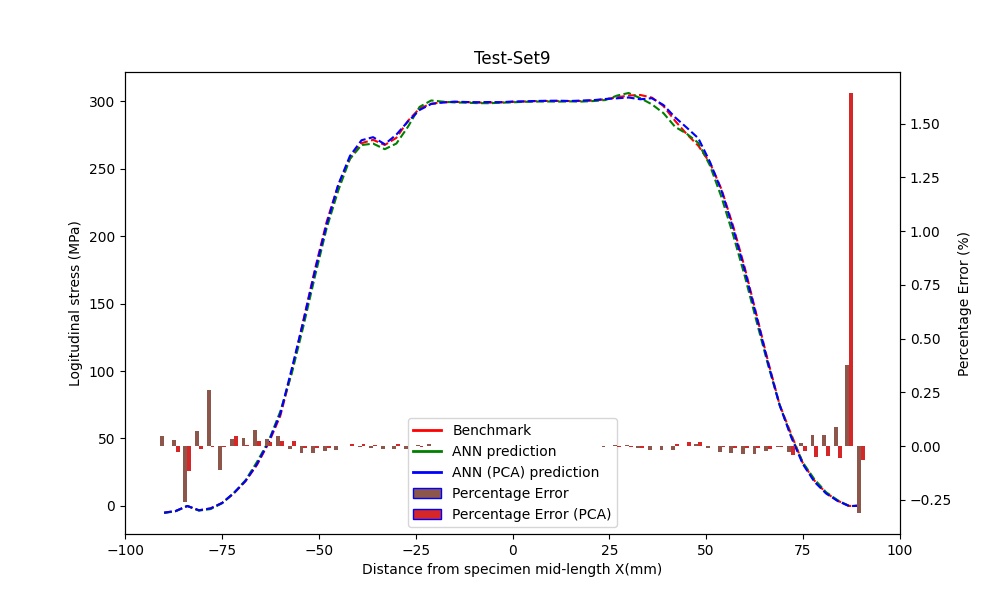 Test-Set9
300
250
200
150
100
50
0
Logitudinal stress (MPa)
1.50
1.25
1.00
0.75
0.50
0.25
0.00
−0.25
Percentage Error (%)
Benchmark
ANN prediction
ANN (PCA) prediction
Percentage Error
Percentage Error (PCA)
−100 −75 −50 −25 0 25 50 75 100
Distance from specimen mid-length X(mm)